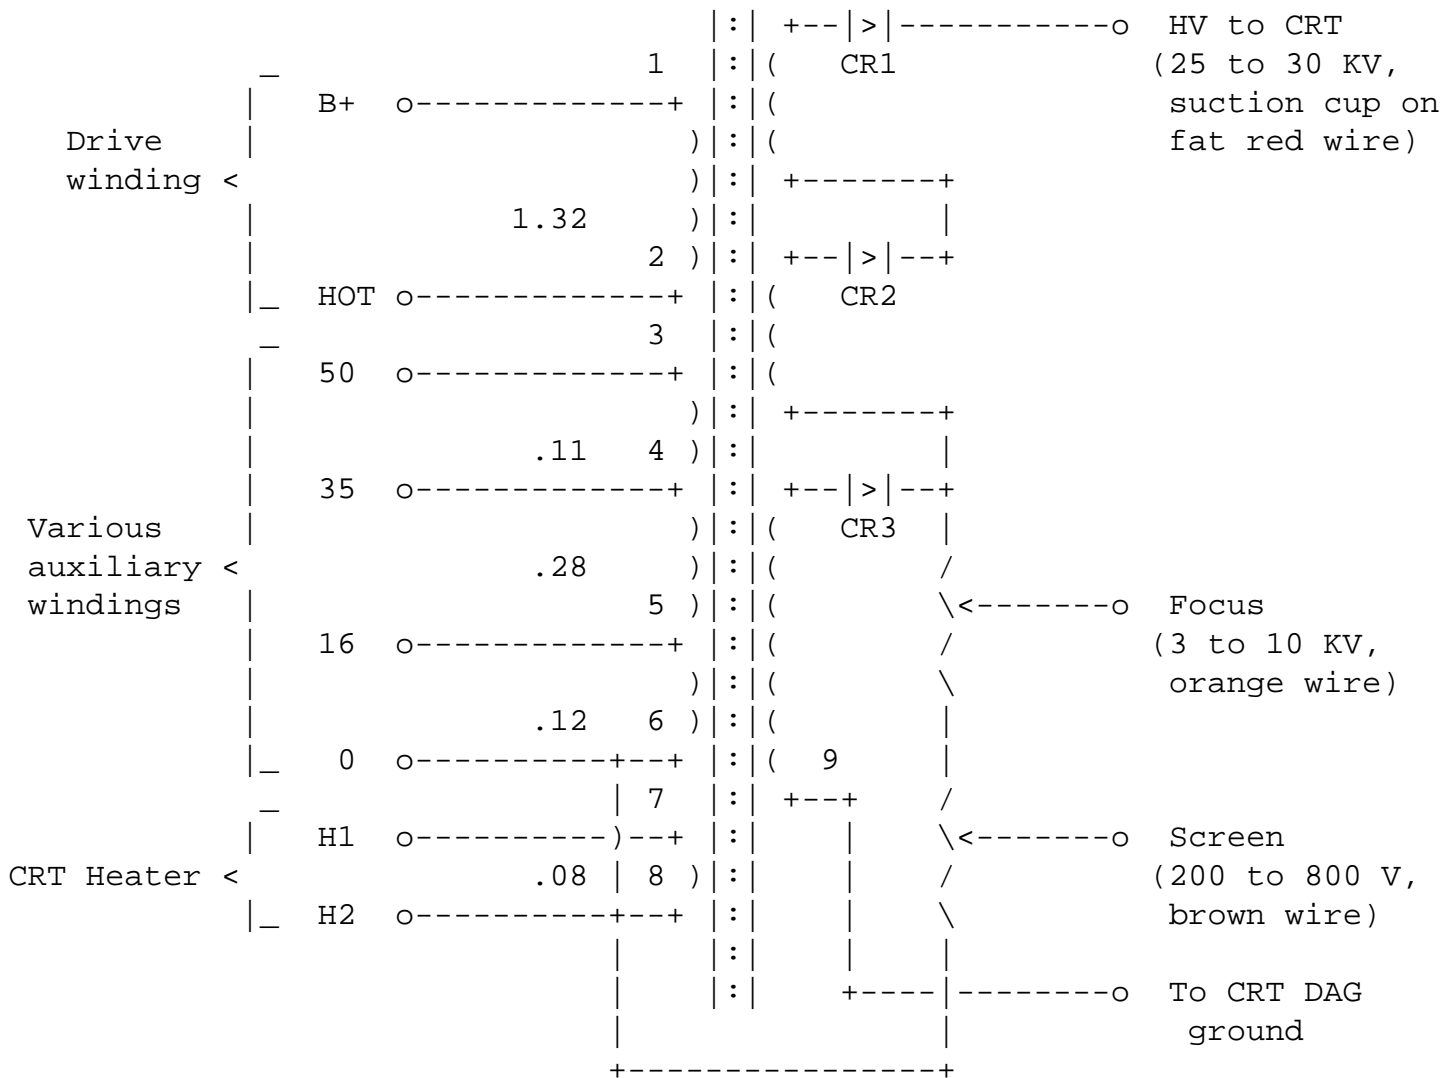 |:| +--|>|-----------o HV to CRT
_ 1 |:|( CR1 (25 to 30 KV,
| B+ o-------------+ |:|( suction cup on
Drive | )|:|( fat red wire)
winding < )|:| +-------+
| 1.32 )|:| |
| 2 )|:| +--|>|--+
|_ HOT o-------------+ |:|( CR2
_ 3 |:|(
| 50 o-------------+ |:|(
| )|:| +-------+
| .11 4 )|:| |
| 35 o-------------+ |:| +--|>|--+
Various | )|:|( CR3 |
auxiliary < .28 )|:|( /
windings | 5 )|:|( \<-------o Focus
| 16 o-------------+ |:|( / (3 to 10 KV,
| )|:|( \ orange wire)
| .12 6 )|:|( |
|_ 0 o----------+--+ |:|( 9 |
_ | 7 |:| +--+ /
| H1 o----------)--+ |:| | \<-------o Screen
CRT Heater < .08 | 8 )|:| | / (200 to 800 V,
|_ H2 o----------+--+ |:| | \ brown wire)
| |:| | |
| |:| +----|--------o To CRT DAG
| | ground
+-----------------+